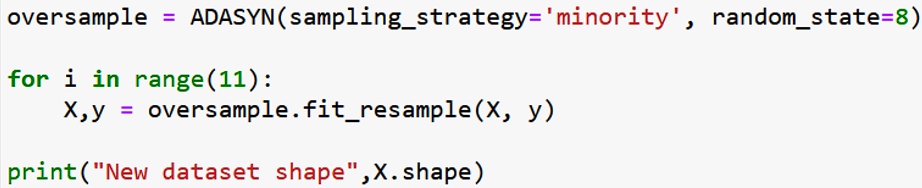 oversample = ADASYN(sampling_strategy='minority', random_state=8)
for i in range(11):
    X,y = oversample.fit_resample(X, y)
print("New dataset shape",X.shape)